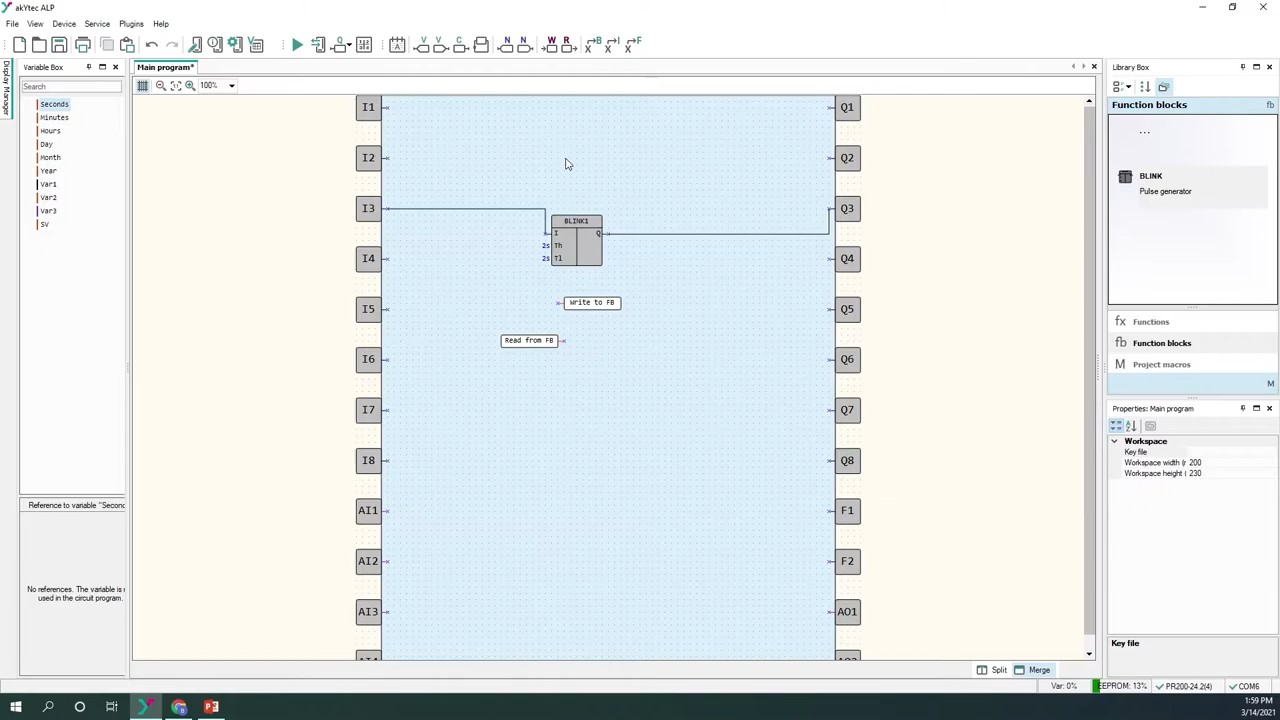 akYtec ALP
File View Device Service Plugins Help
Variable Box
Main program*
Library Box
Display Manager
Search
100%
Function blocks fb
Seconds
Minutes
Hours
Day
Month
Year
Var1
Var2
Var3
SV
I1
I2
I3
I4
I5
I6
I7
I8
AI1
AI2
AI3
BLINK1
I Q
2s Th
2s Tl
Write to FB
Read from FB
Q1
Q2
Q3
Q4
Q5
Q6
Q7
Q8
F1
F2
AO1
...
BLINK
Pulse generator
fx Functions
fb Function blocks
M Project macros
M
Properties: Main program
Workspace
Key file
Workspace width (r 200
Workspace height ( 230
Key file
Reference to variable "Secon
No references. The variable is
used in the circuit program.
Split Merge
Var: 0% EEPROM: 13% PR200-24.2(4) COM6
1:59 PM
3/14/2021